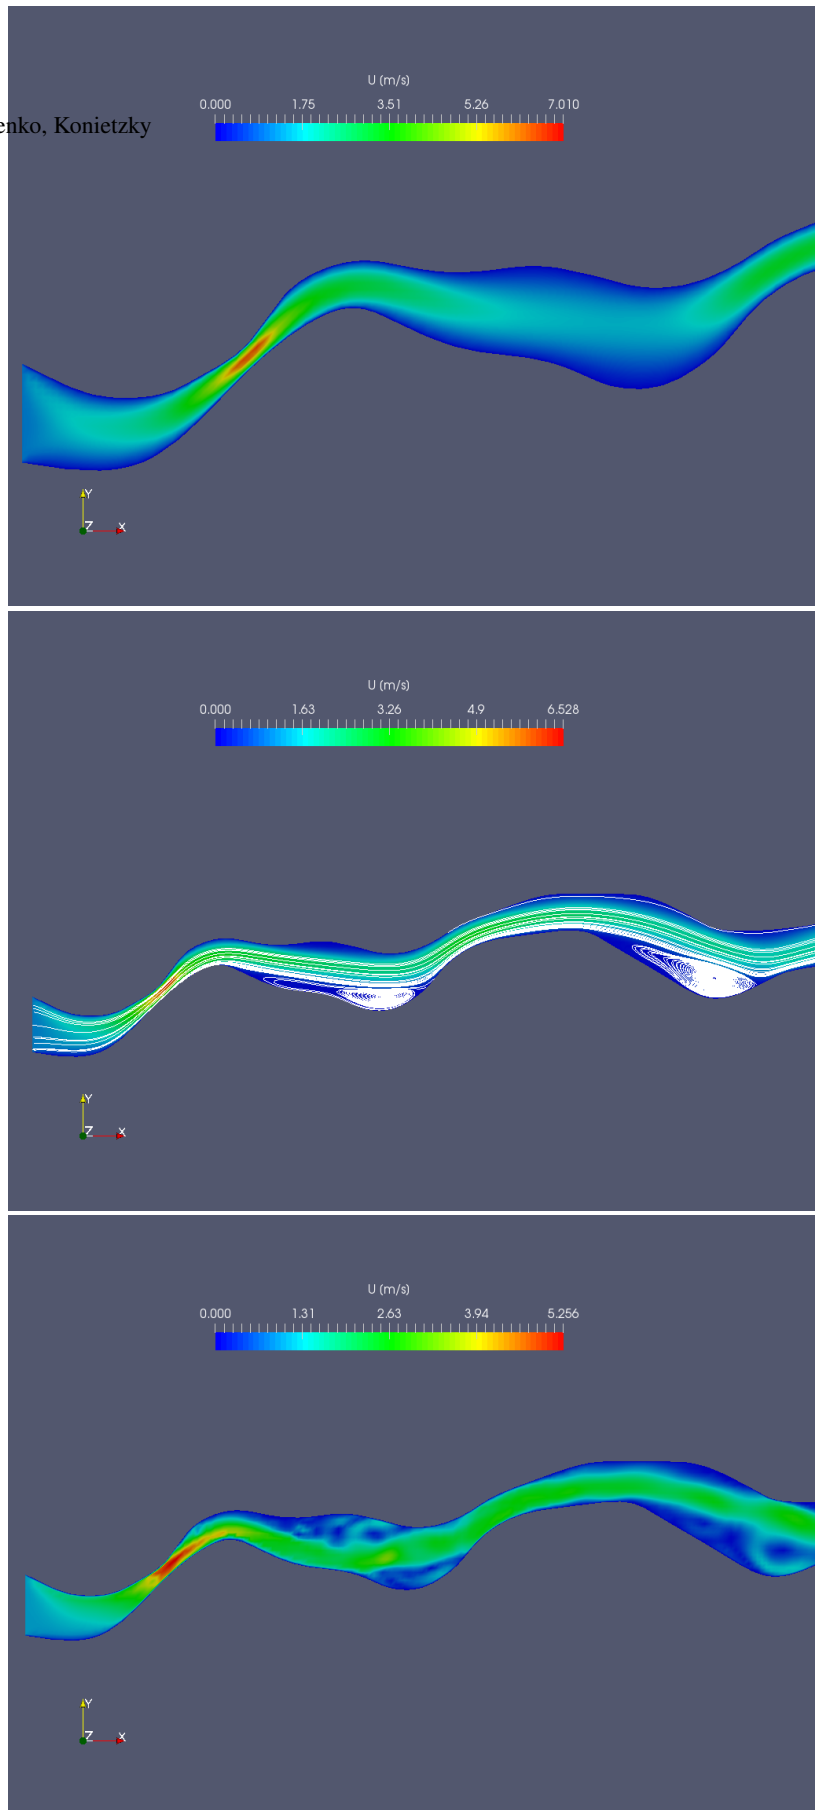 U (m/s)
0.000 1.75 3.51 5.26 7.010
enko, Konietzky
Y
Z X
U (m/s)
0.000 1.63 3.26 4.9 6.528
Y
Z X
U (m/s)
0.000 1.31 2.63 3.94 5.256
Y
Z X